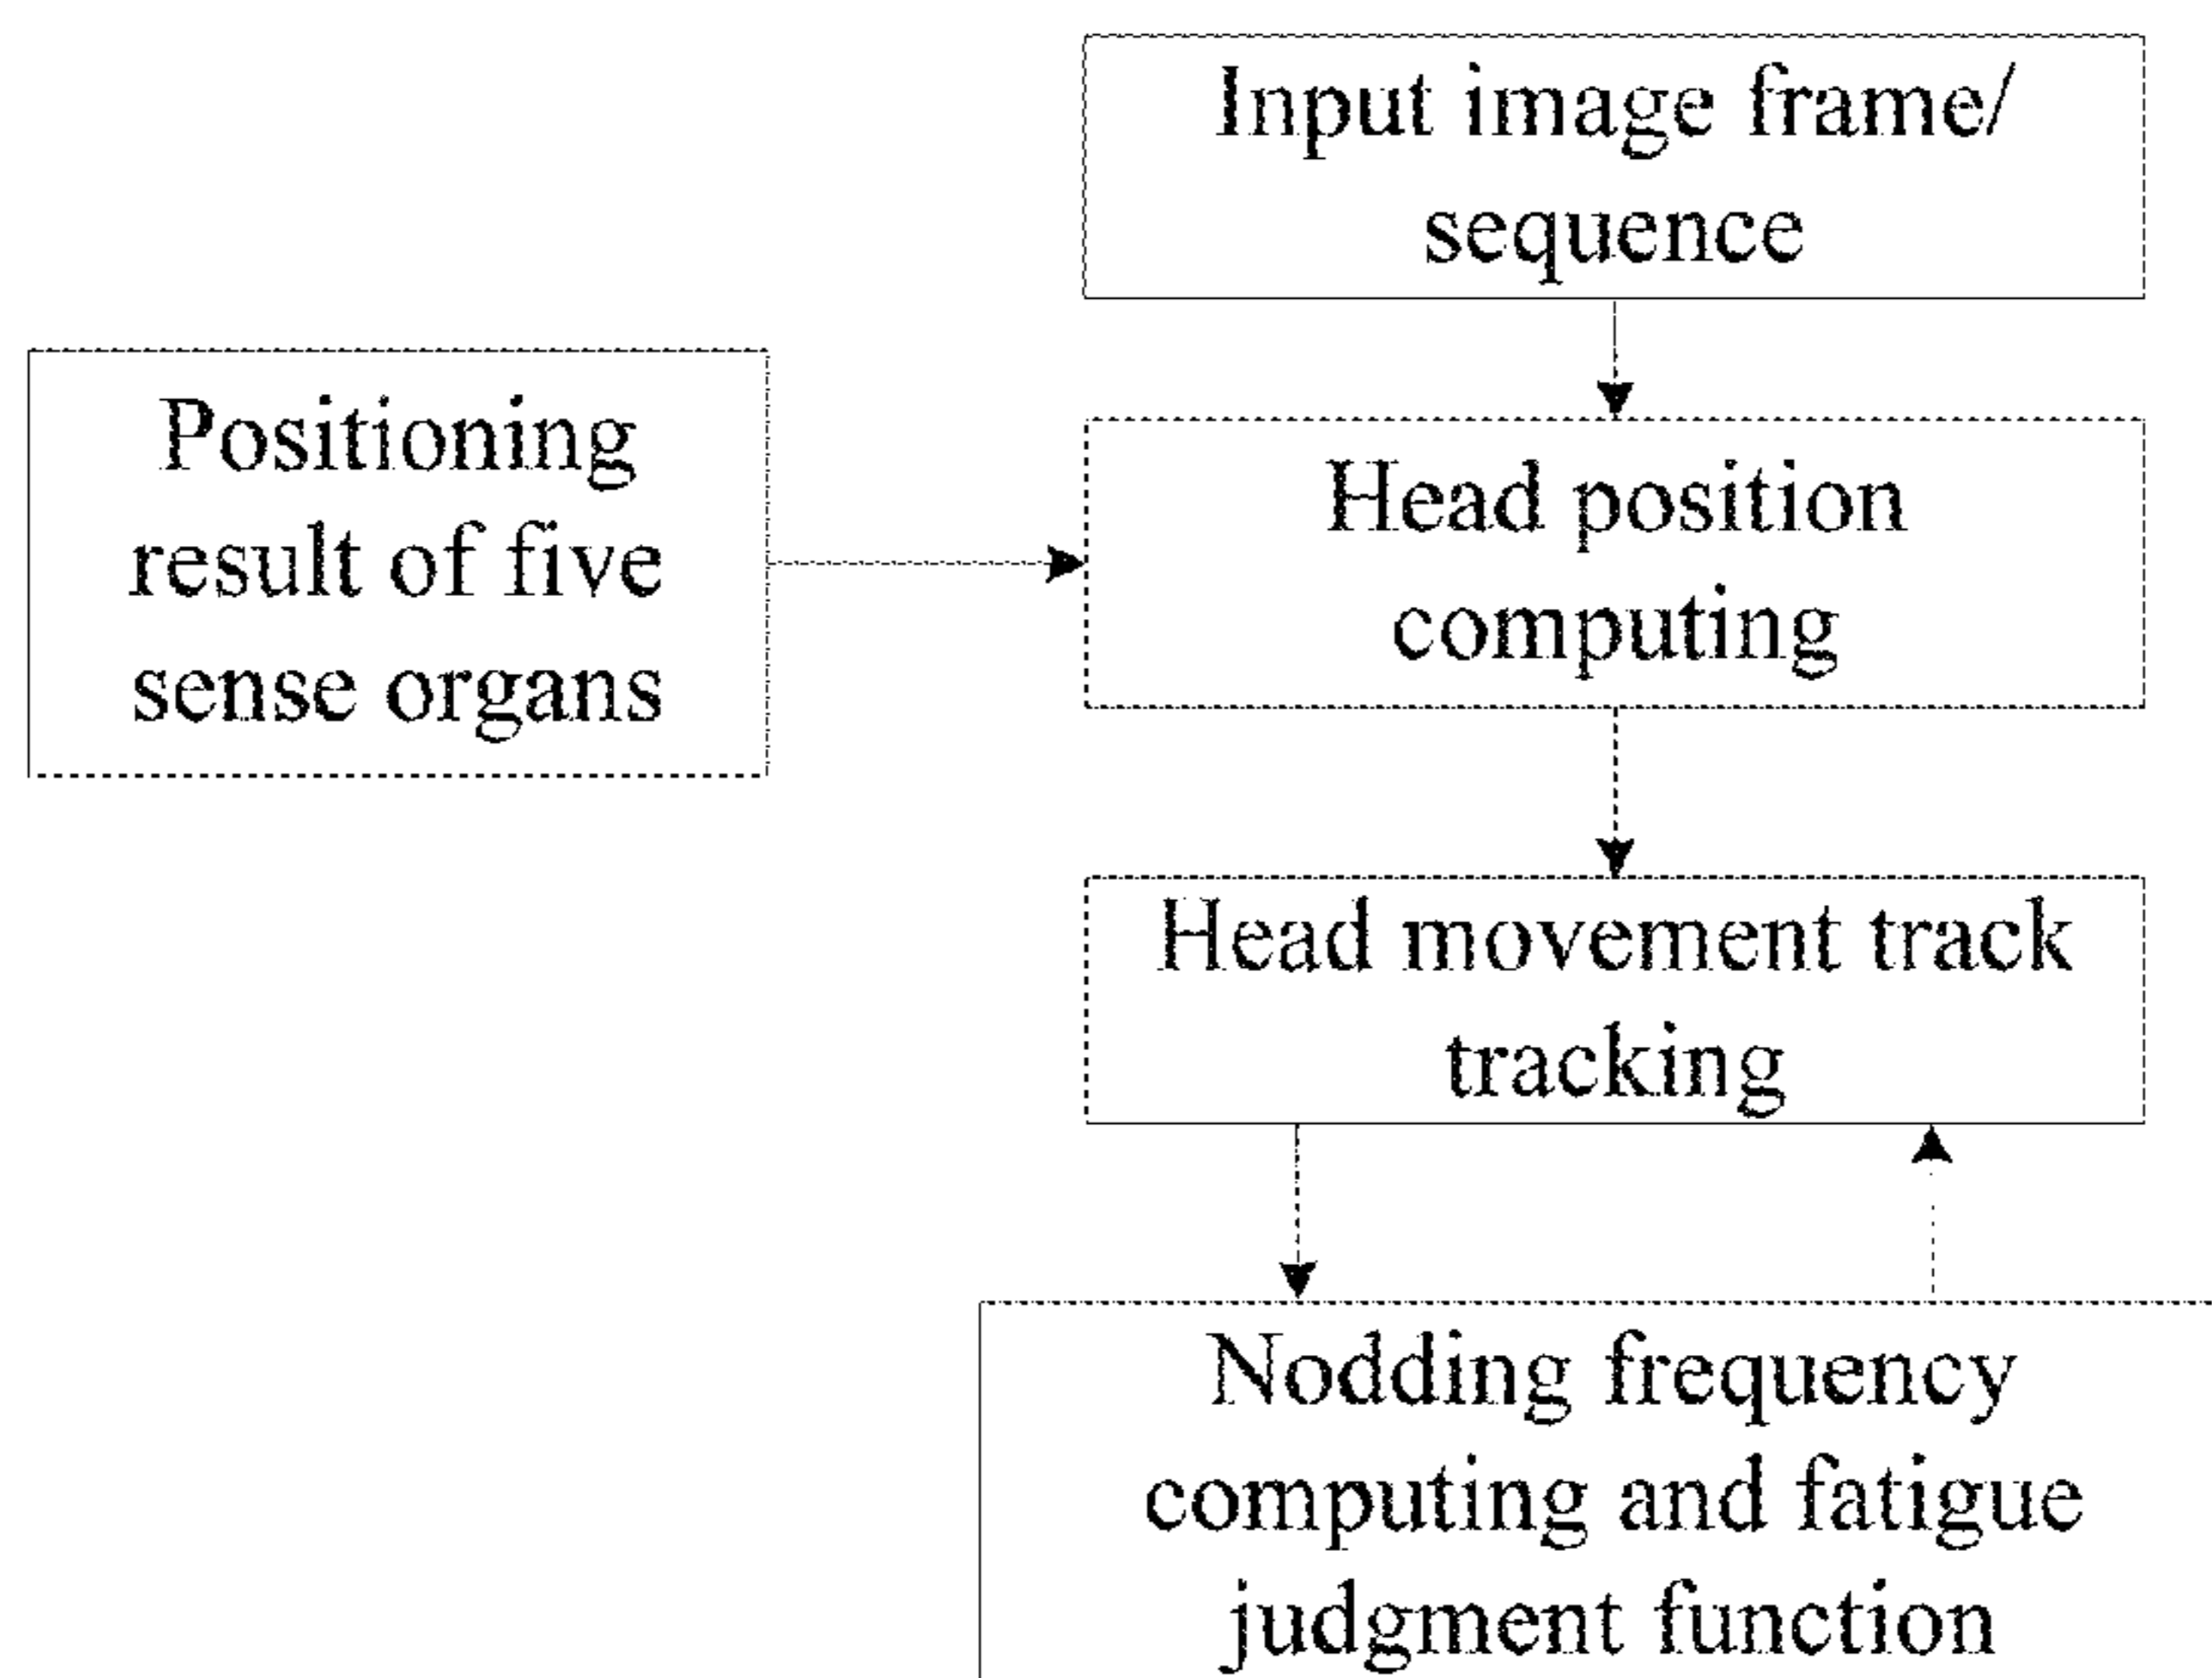 Input image frame/
sequence
Positioning
result of five
sense organs
Head position
computing
Head movement track
tracking
Nodding frequency
computing and fatigue
judgment function